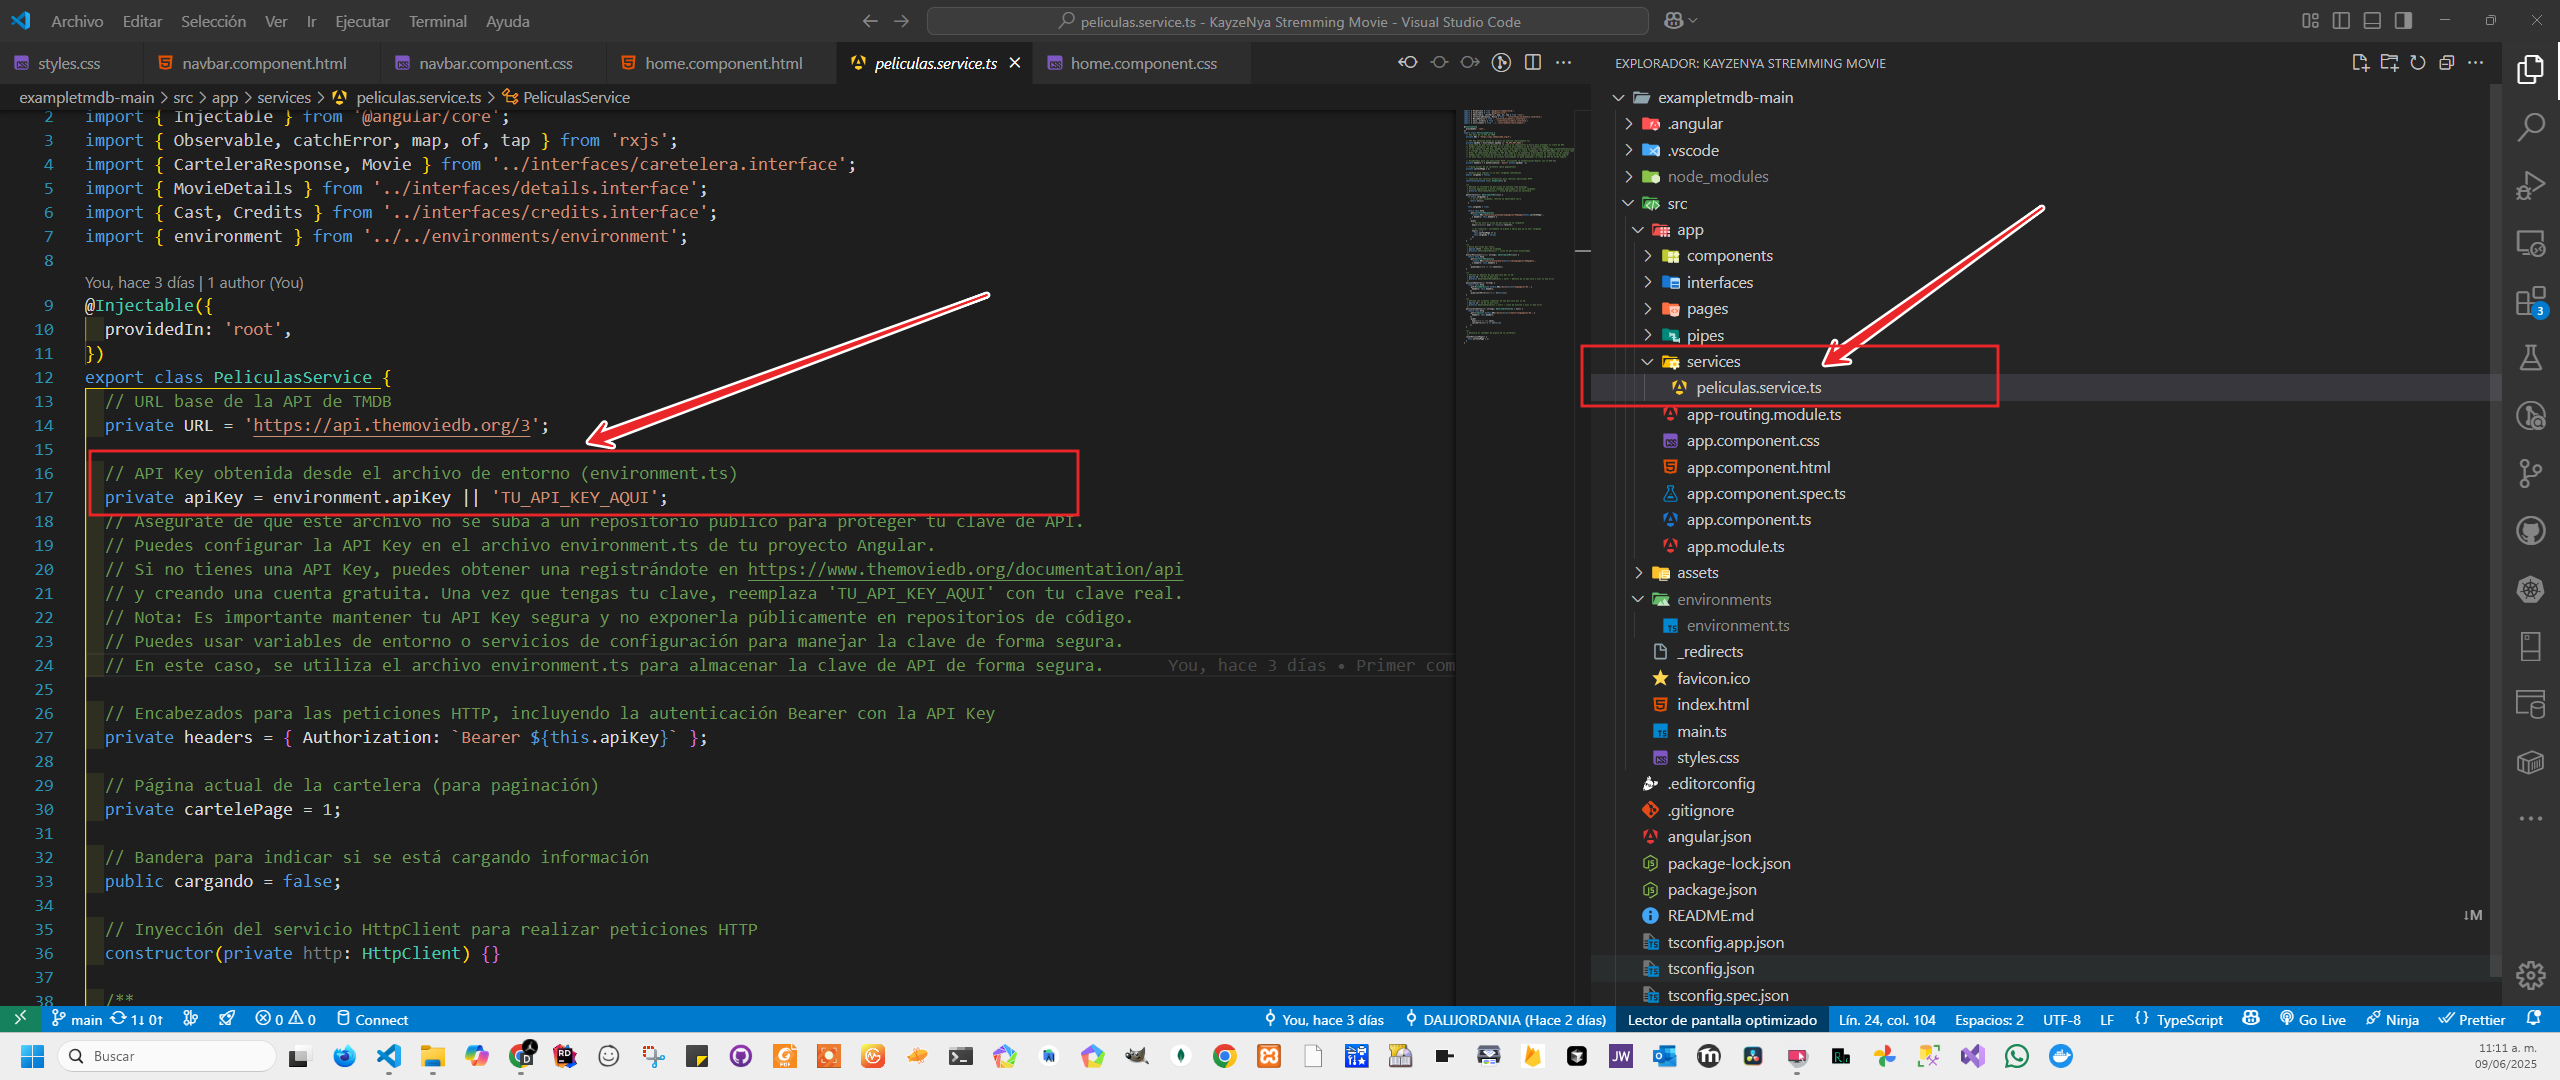 Archivo Editar Selección Ver Ir Ejecutar Terminal Ayuda
peliculas.service.ts - KayzeNya Stremming Movie - Visual Studio Code
styles.css navbar.component.html navbar.component.css home.component.html peliculas.service.ts home.component.css
exampletmdb-main > src > app > services > peliculas.service.ts > PeliculasService
2 import { Injectable } from '@angular/core';
3 import { Observable, catchError, map, of, tap } from 'rxjs';
4 import { CarteleraResponse, Movie } from '../interfaces/caretelera.interface';
5 import { MovieDetails } from '../interfaces/details.interface';
6 import { Cast, Credits } from '../interfaces/credits.interface';
7 import { environment } from '../../environments/environment';
8
You, hace 3 días | 1 author (You)
9 @Injectable({
10 providedIn: 'root',
11 })
12 export class PeliculasService {
13 // URL base de la API de TMDB
14 private URL = 'https://api.themoviedb.org/3';
15
16 // API Key obtenida desde el archivo de entorno (environment.ts)
17 private apiKey = environment.apiKey || 'TU_API_KEY_AQUI';
18 // Asegúrate de que este archivo no se suba a un repositorio público para proteger tu clave de API.
19 // Puedes configurar la API Key en el archivo environment.ts de tu proyecto Angular.
20 // Si no tienes una API Key, puedes obtener una registrándote en https://www.themoviedb.org/documentation/api
21 // y creando una cuenta gratuita. Una vez que tengas tu clave, reemplaza 'TU_API_KEY_AQUI' con tu clave real.
22 // Nota: Es importante mantener tu API Key segura y no exponerla públicamente en repositorios de código.
23 // Puedes usar variables de entorno o servicios de configuración para manejar la clave de forma segura.
24 // En este caso, se utiliza el archivo environment.ts para almacenar la clave de API de forma segura. You, hace 3 días • Primer com
25
26 // Encabezados para las peticiones HTTP, incluyendo la autenticación Bearer con la API Key
27 private headers = { Authorization: `Bearer ${this.apiKey}` };
28
29 // Página actual de la cartelera (para paginación)
30 private cartelePage = 1;
31
32 // Bandera para indicar si se está cargando información
33 public cargando = false;
34
35 // Inyección del servicio HttpClient para realizar peticiones HTTP
36 constructor(private http: HttpClient) {}
37
38 /**
EXPLORADOR: KAYZENYA STREMMING MOVIE
exampletmdb-main
.angular
.vscode
node_modules
src
app
components
interfaces
pages
pipes
services
peliculas.service.ts
app-routing.module.ts
app.component.css
app.component.html
app.component.spec.ts
app.component.ts
app.module.ts
assets
environments
environment.ts
_redirects
favicon.ico
index.html
main.ts
styles.css
.editorconfig
.gitignore
angular.json
package-lock.json
package.json
README.md ↓M
tsconfig.app.json
tsconfig.json
tsconfig.spec.json
3
main 1↓ 0↑ 0 0 Connect
You, hace 3 días DALIJORDANIA (Hace 2 días) Lector de pantalla optimizado Lín. 24, col. 104 Espacios: 2 UTF-8 LF {} TypeScript Go Live Ninja Prettier
Buscar
11:11 a. m.
09/06/2025